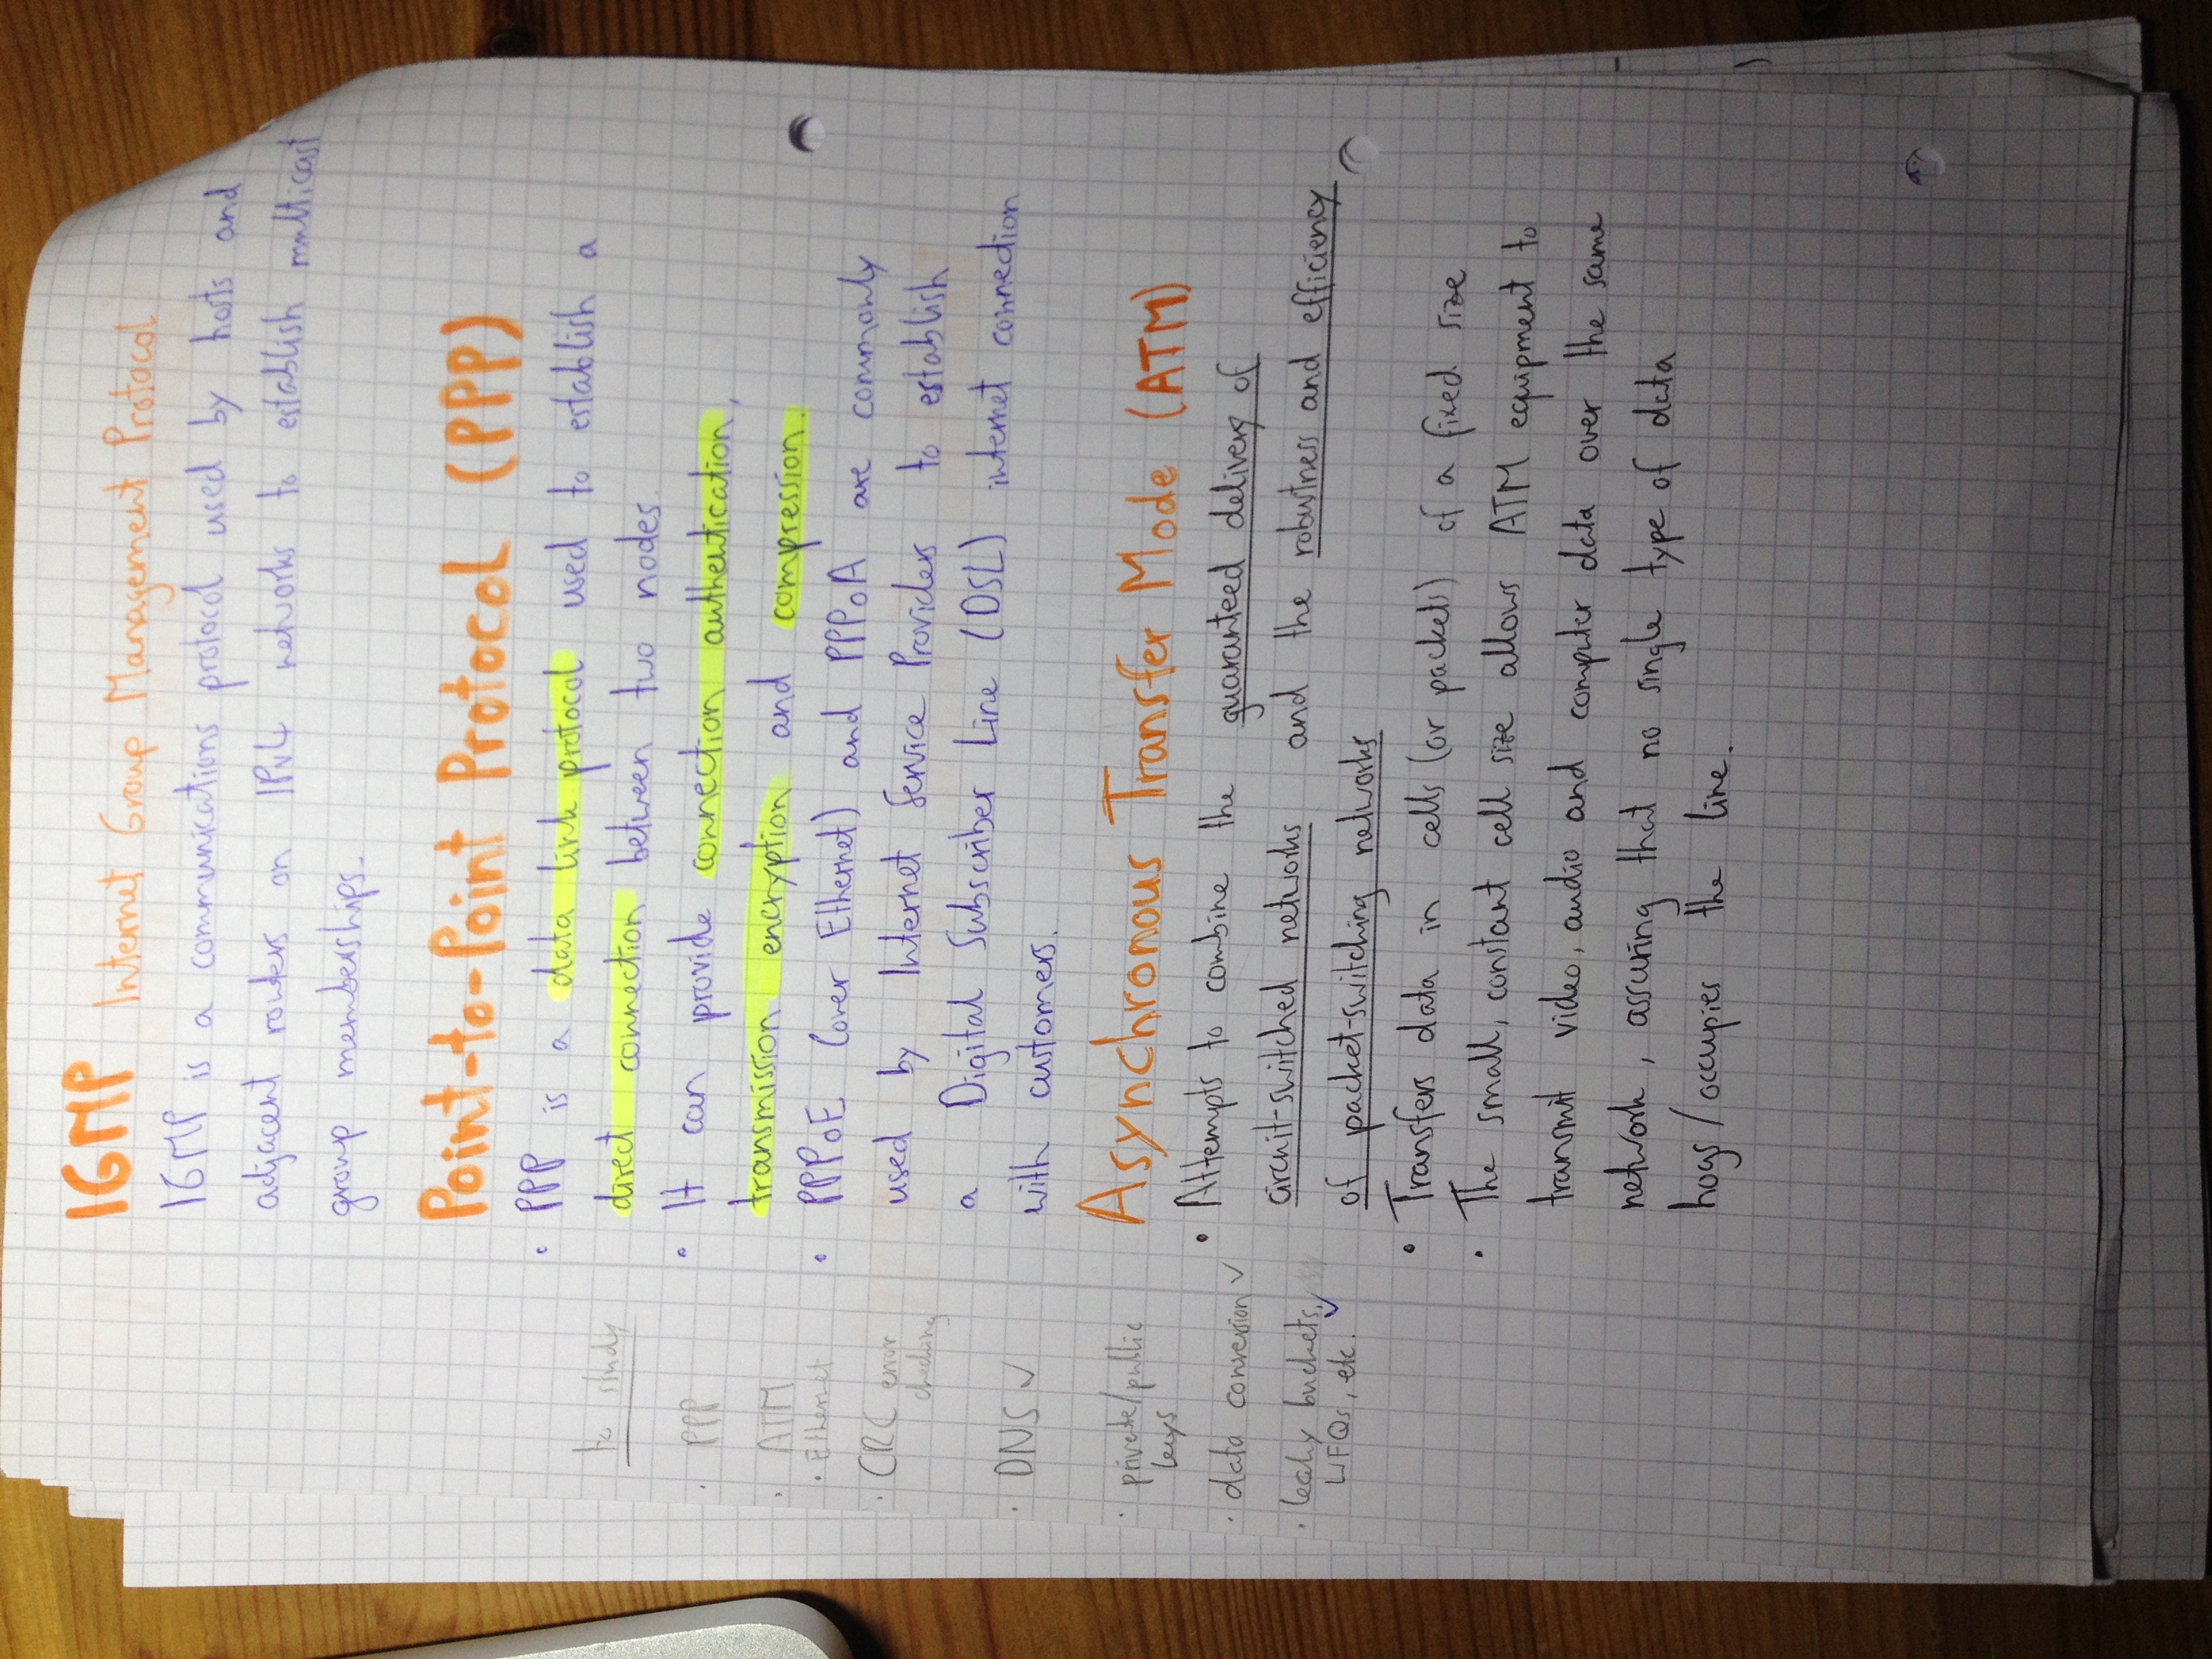 IGMP Internet Group Management Protocol
IGMP is a communications protocol used by hosts and
adjacent routers on IPv4 networks to establish multicast
group memberships.
Point-to-Point Protocol (PPP)
• PPP is a data link protocol used to establish a
direct connection between two nodes.
• It can provide connection authentication,
transmission encryption and compression.
• PPPoE (over Ethernet) and PPPoA are commonly
used by Internet Service Providers to establish
a Digital Subscriber Line (DSL) internet connection
with customers.
Asynchronous Transfer Mode (ATM)
• Attempts to combine the guaranteed delivery of
circuit-switched networks and the robustness and efficiency
of packet-switching networks
• Transfers data in cells (or packets) of a fixed size
• The small, constant cell size allows ATM equipment to
transmit video, audio and computer data over the same
network, assuring that no single type of data
hogs/occupies the line.
to study
· PPP
· ATM
· Ethernet
· CRC error
checking
· DNS ✓
· private/public
keys
· data conversion ✓
· leaky buckets,
WFQs, etc. ✓